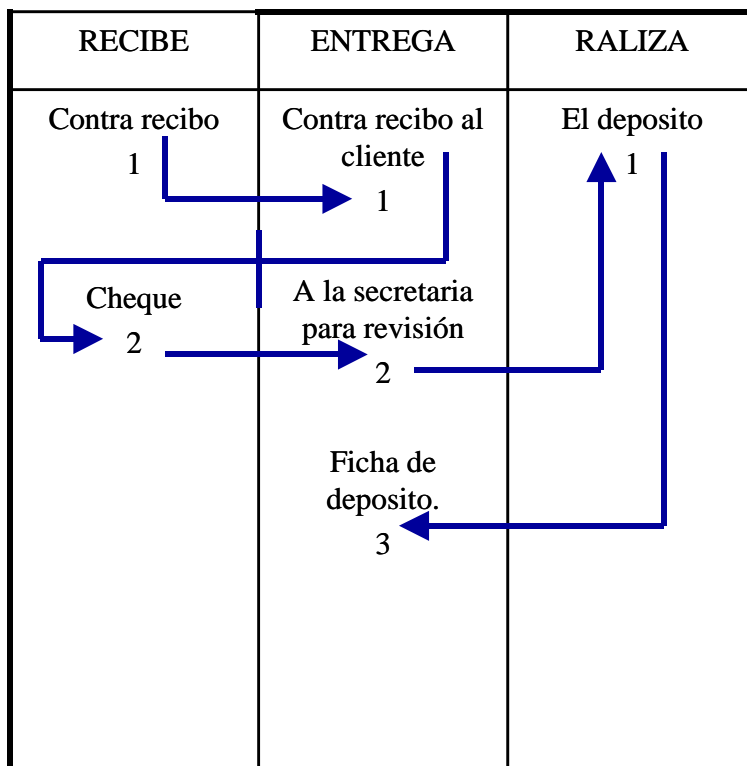 RECIBE
ENTREGA
RALIZA
Contra recibo
1
Contra recibo al
cliente
1
El deposito
1
Cheque
2
A la secretaria
para revisión
2
Ficha de
deposito.
3